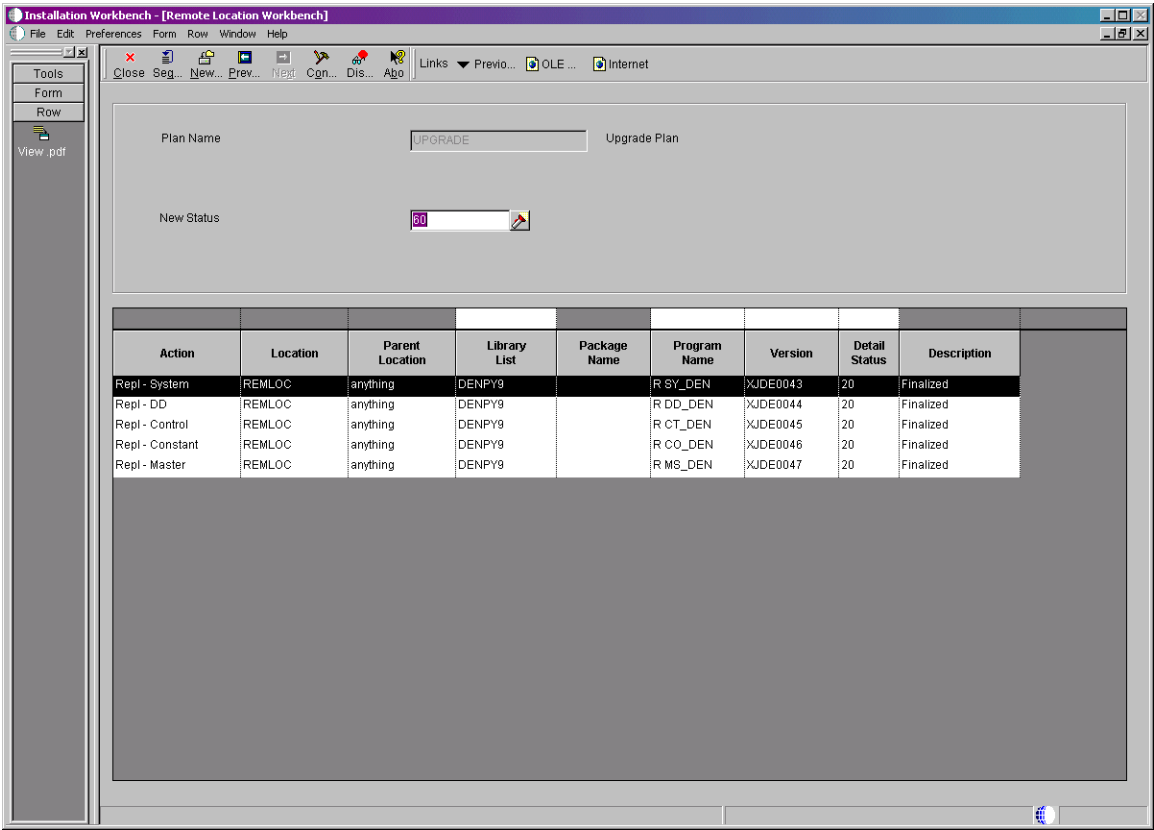 Installation Workbench - [Remote Location Workbench]
File Edit Preferences Form Row Window Help
Tools
Form
Row
View .pdf
Close Seq... New... Prev... Next Con... Dis... Abo Links Previo... OLE ... Internet
Plan Name UPGRADE Upgrade Plan
New Status 60
Action Location Parent Location Library List Package Name Program Name Version Detail Status Description
Repl - System REMLOC anything DENPY9 R SY_DEN XJDE0043 20 Finalized
Repl - DD REMLOC anything DENPY9 R DD_DEN XJDE0044 20 Finalized
Repl - Control REMLOC anything DENPY9 R CT_DEN XJDE0045 20 Finalized
Repl - Constant REMLOC anything DENPY9 R CO_DEN XJDE0046 20 Finalized
Repl - Master REMLOC anything DENPY9 R MS_DEN XJDE0047 20 Finalized